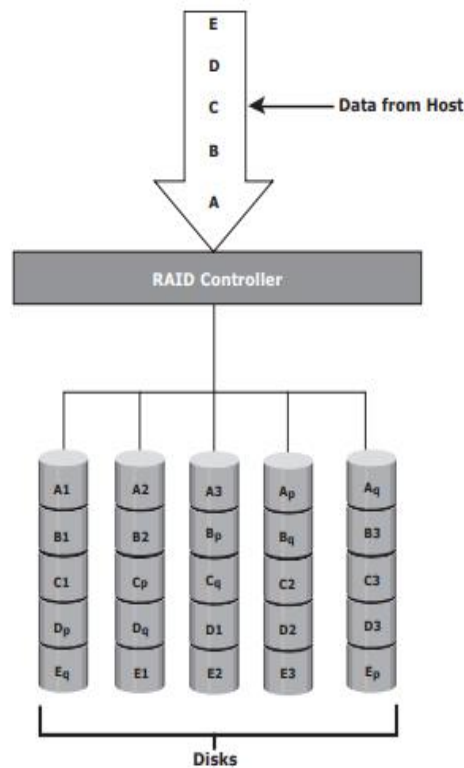 E
D
C
B
A
Data from Host
RAID Controller
A1 A2 A3 Ap Aq
B1 B2 Bp Bq B3
C1 Cp Cq C2 C3
Dp Dq D1 D2 D3
Eq E1 E2 E3 Ep
Disks